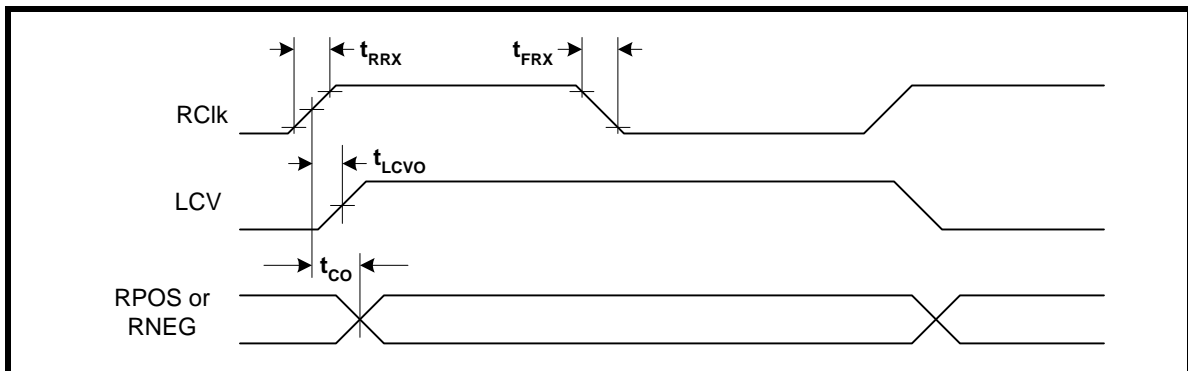 tRRX
tFRX
RClk
tLCVO
LCV
tCO
RPOS or
RNEG